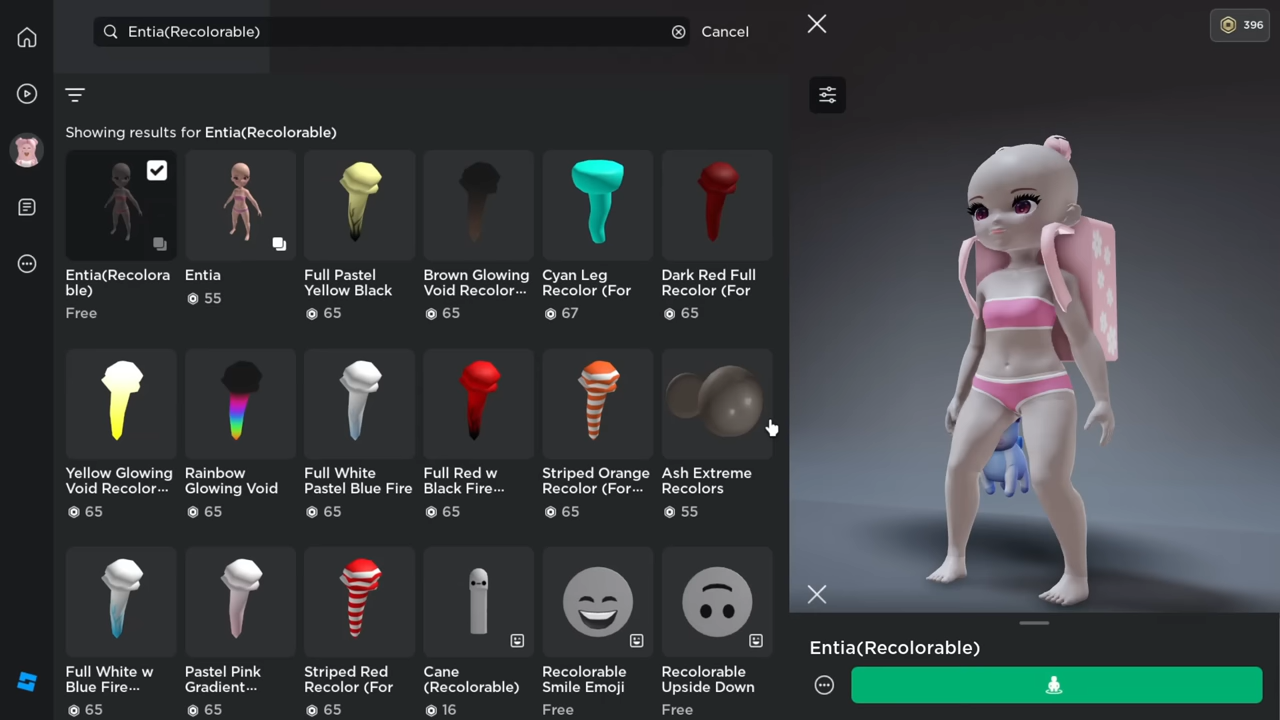 Entia(Recolorable)
Cancel
396
Showing results for Entia(Recolorable)
Entia(Recolora
ble)
Free
Entia
55
Full Pastel
Yellow Black
65
Brown Glowing
Void Recolor...
65
Cyan Leg
Recolor (For
67
Dark Red Full
Recolor (For
65
Yellow Glowing
Void Recolor...
65
Rainbow
Glowing Void
65
Full White
Pastel Blue Fire
65
Full Red w
Black Fire...
65
Striped Orange
Recolor (For...
65
Ash Extreme
Recolors
55
Full White w
Blue Fire...
65
Pastel Pink
Gradient...
65
Striped Red
Recolor (For
65
Cane
(Recolorable)
16
Recolorable
Smile Emoji
Free
Recolorable
Upside Down
Free
Entia(Recolorable)